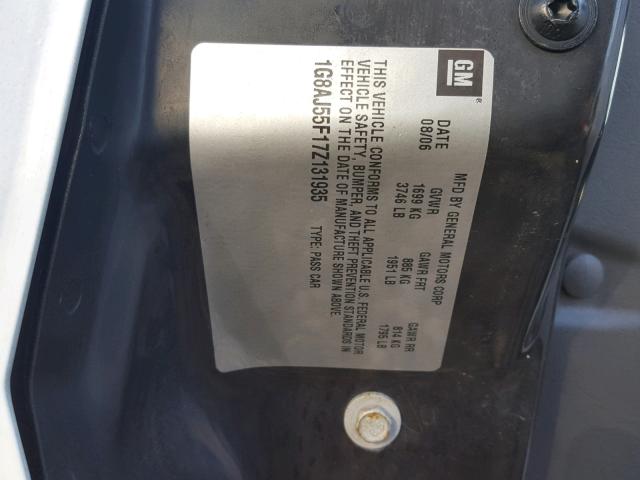 GM®
MFD BY GENERAL MOTORS CORP
DATE GVWR GAWR FRT GAWR RR
08/06 1699 KG 885 KG 814 KG
3746 LB 1951 LB 1795 LB
THIS VEHICLE CONFORMS TO ALL APPLICABLE U.S. FEDERAL MOTOR
VEHICLE SAFETY, BUMPER, AND THEFT PREVENTION STANDARDS IN
EFFECT ON THE DATE OF MANUFACTURE SHOWN ABOVE.
1G8AJ55F17Z131935 TYPE: PASS CAR